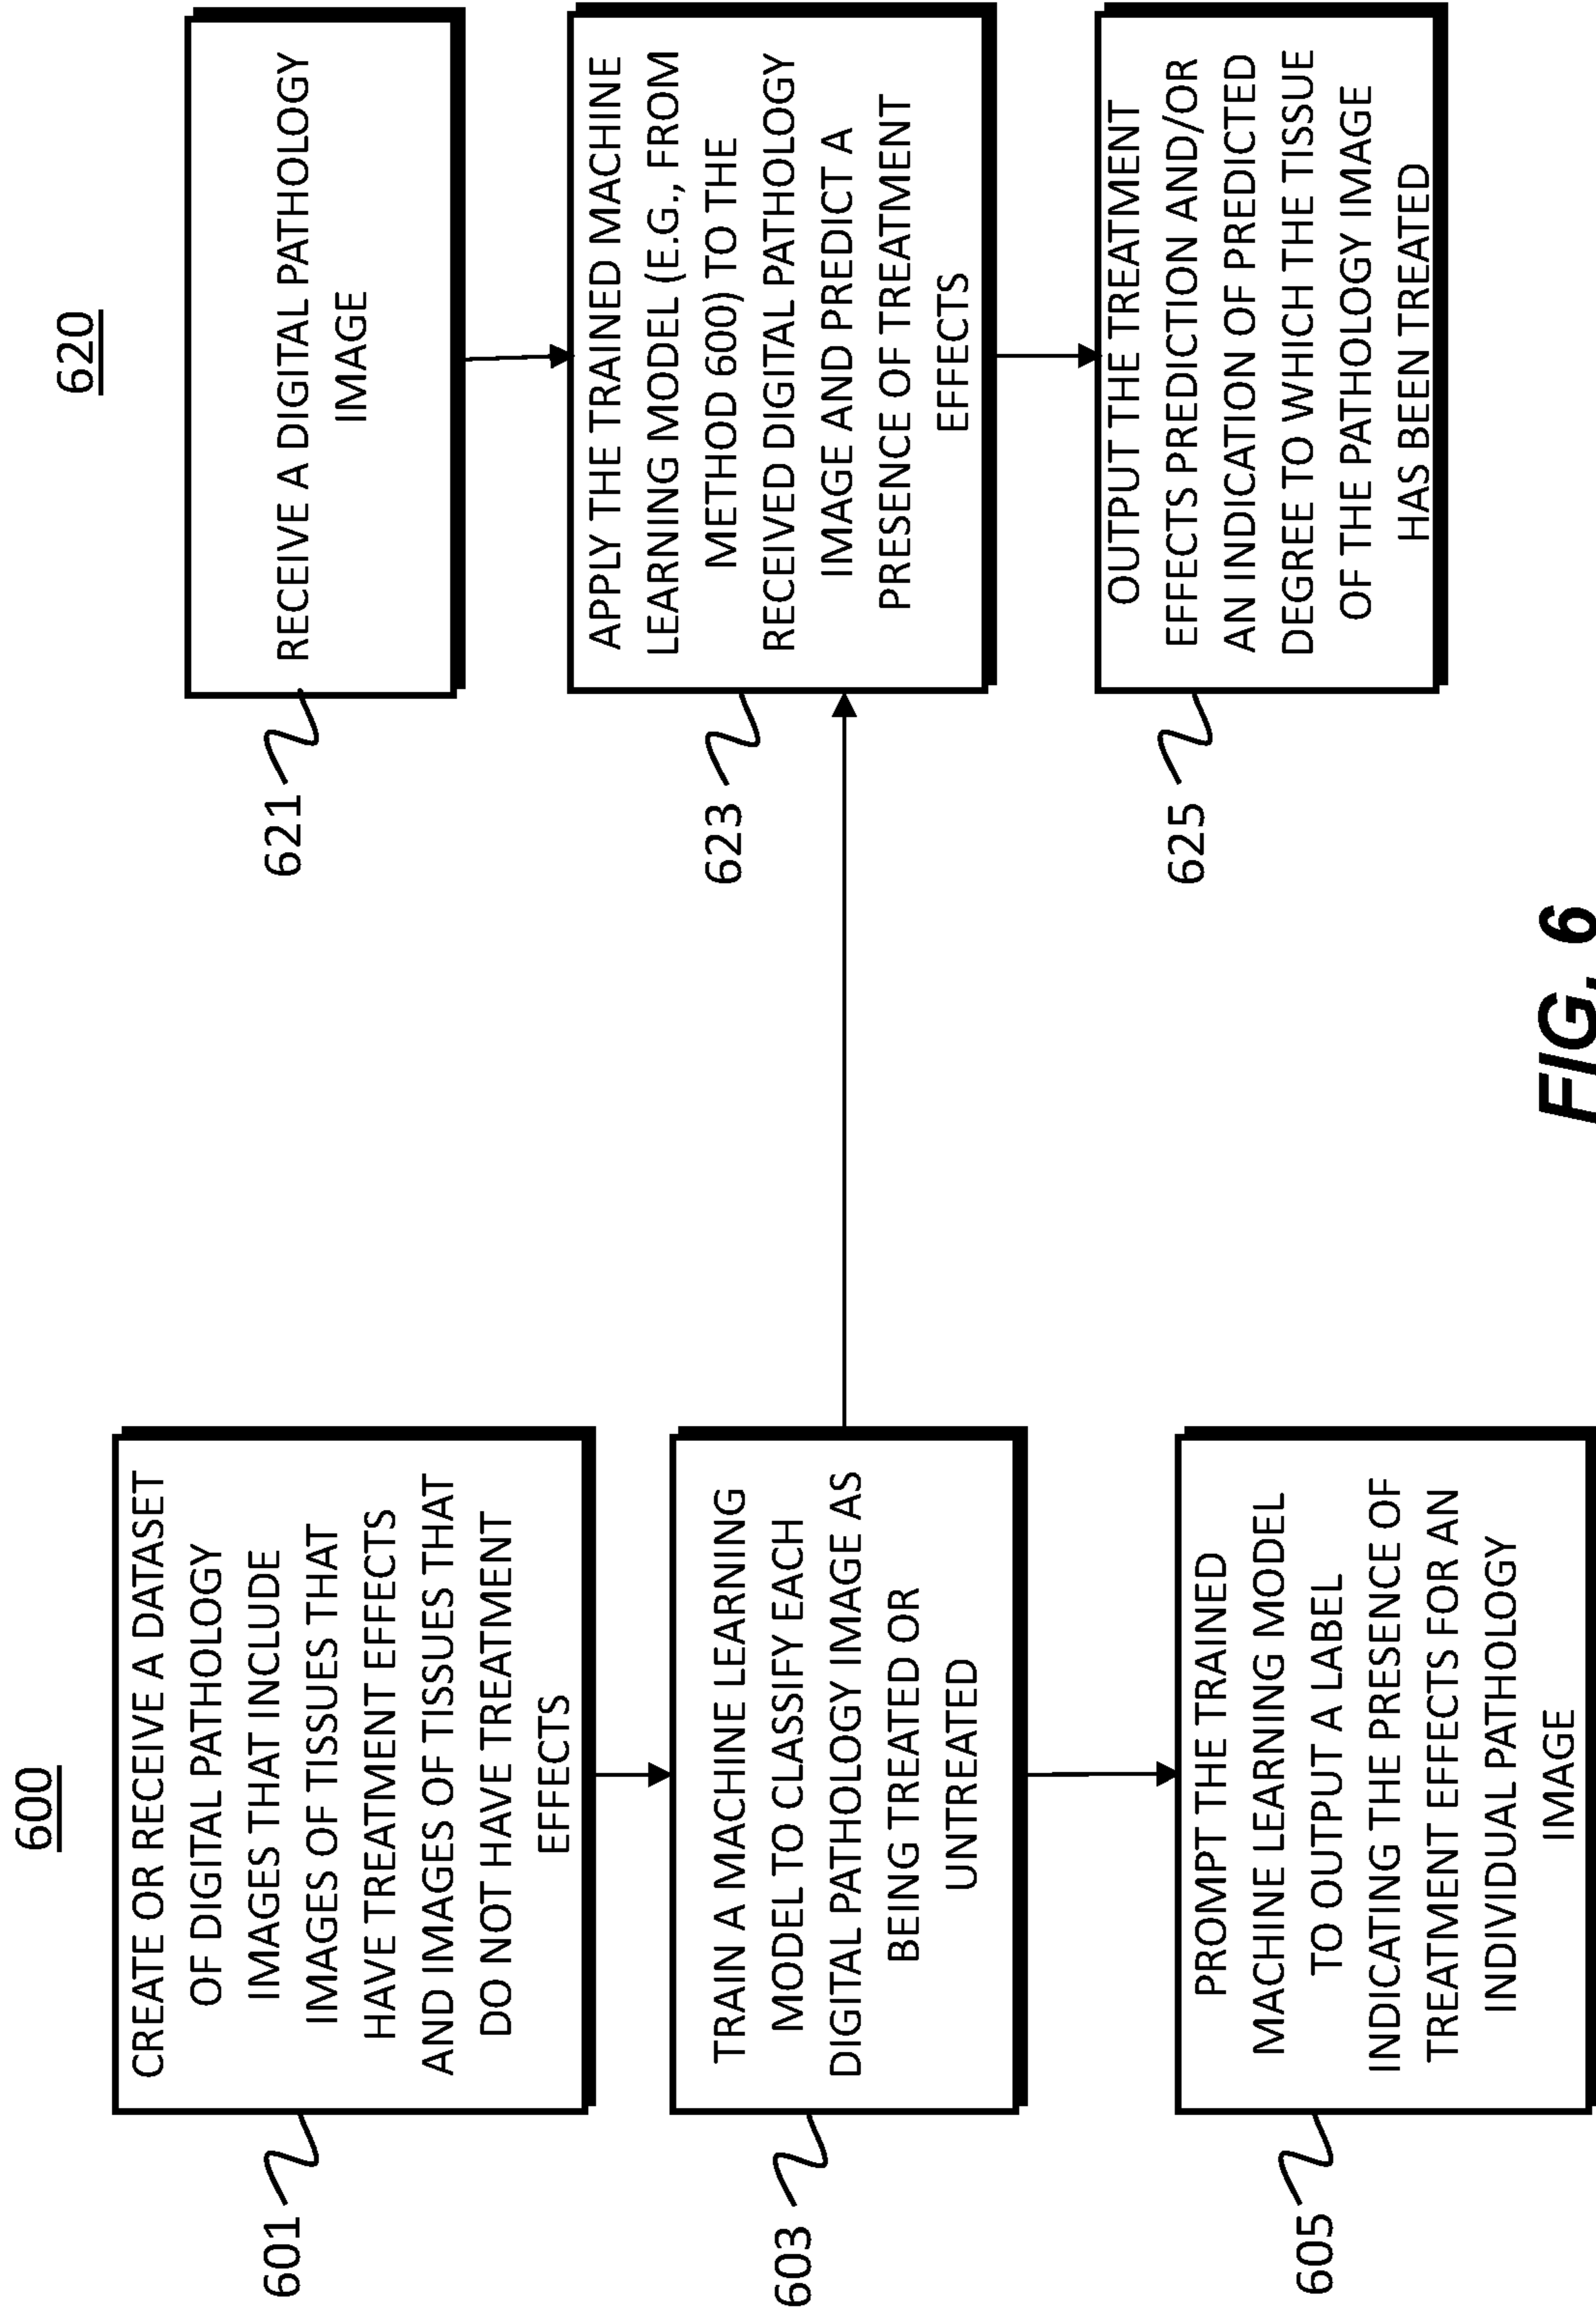 600
601
CREATE OR RECEIVE A DATASET
OF DIGITAL PATHOLOGY
IMAGES THAT INCLUDE
IMAGES OF TISSUES THAT
HAVE TREATMENT EFFECTS
AND IMAGES OF TISSUES THAT
DO NOT HAVE TREATMENT
EFFECTS
603
TRAIN A MACHINE LEARNING
MODEL TO CLASSIFY EACH
DIGITAL PATHOLOGY IMAGE AS
BEING TREATED OR
UNTREATED
605
PROMPT THE TRAINED
MACHINE LEARNING MODEL
TO OUTPUT A LABEL
INDICATING THE PRESENCE OF
TREATMENT EFFECTS FOR AN
INDIVIDUAL PATHOLOGY
IMAGE
620
621
RECEIVE A DIGITAL PATHOLOGY
IMAGE
623
APPLY THE TRAINED MACHINE
LEARNING MODEL (E.G., FROM
METHOD 600) TO THE
RECEIVED DIGITAL PATHOLOGY
IMAGE AND PREDICT A
PRESENCE OF TREATMENT
EFFECTS
625
OUTPUT THE TREATMENT
EFFECTS PREDICTION AND/OR
AN INDICATION OF PREDICTED
DEGREE TO WHICH THE TISSUE
OF THE PATHOLOGY IMAGE
HAS BEEN TREATED
FIG. 6